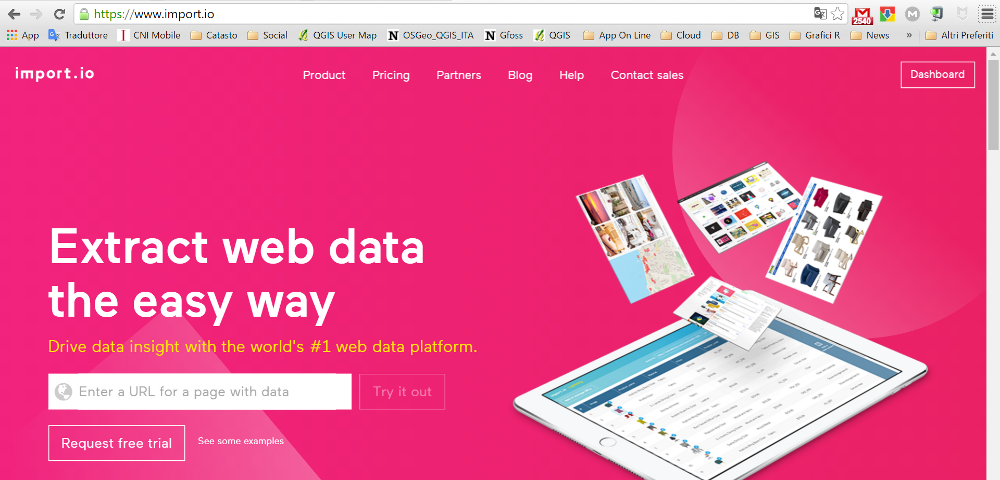 https://www.import.io
2540
App Traduttore CNI Mobile Catasto Social QGIS User Map OSGeo_QGIS_ITA Gfoss QGIS App On Line Cloud DB GIS Grafici R News » Altri Preferiti
import.io Product Pricing Partners Blog Help Contact sales Dashboard
Extract web data
the easy way
Drive data insight with the world's #1 web data platform.
Enter a URL for a page with data Try it out
Request free trial See some examples